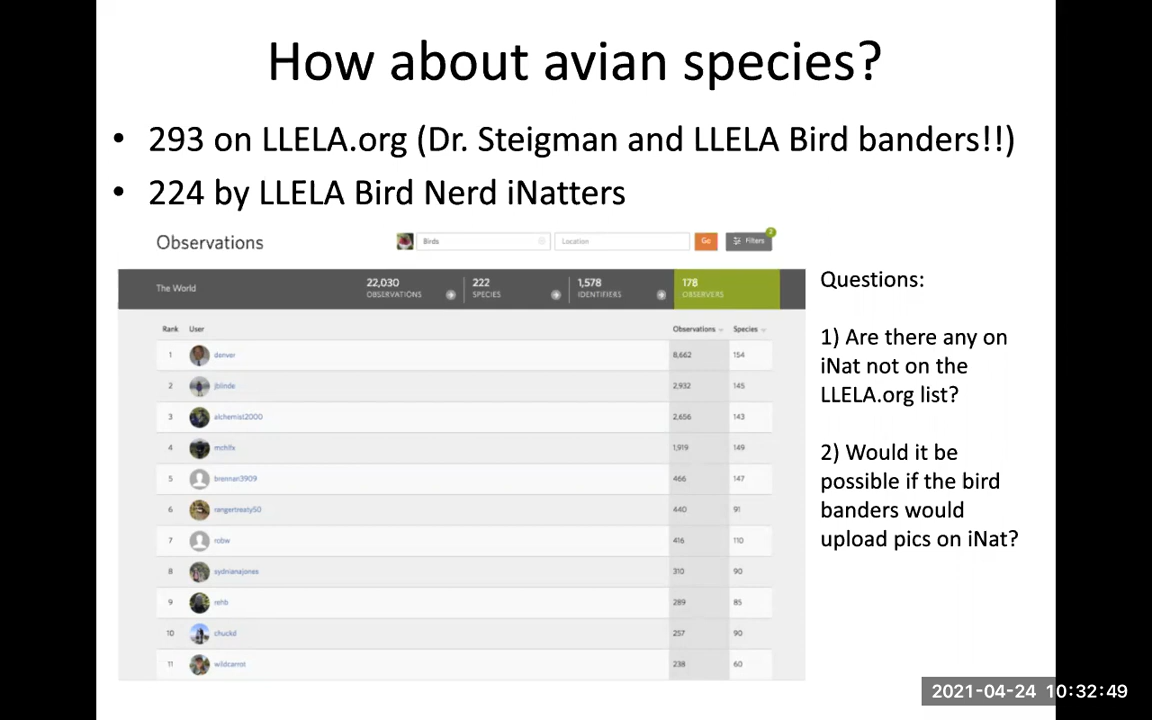 How about avian species?
• 293 on LLELA.org (Dr. Steigman and LLELA Bird banders!!)
• 224 by LLELA Bird Nerd iNatters
Observations
Birds
Location
Go
Filters
2
The World
22,030
OBSERVATIONS
222
SPECIES
1,578
IDENTIFIERS
178
OBSERVERS
Rank User Observations Species
1 denver 8,662 154
2 jblinde 2,932 145
3 alchemist2000 2,656 143
4 mchlfx 1,919 149
5 brennan3909 466 147
6 rangertreaty50 440 91
7 robw 416 110
8 sydnianajones 310 90
9 rehb 289 85
10 chuckd 257 90
11 wildcarrot 238 60
Questions:
1) Are there any on
iNat not on the
LLELA.org list?
2) Would it be
possible if the bird
banders would
upload pics on iNat?
2021-04-24 10:32:49